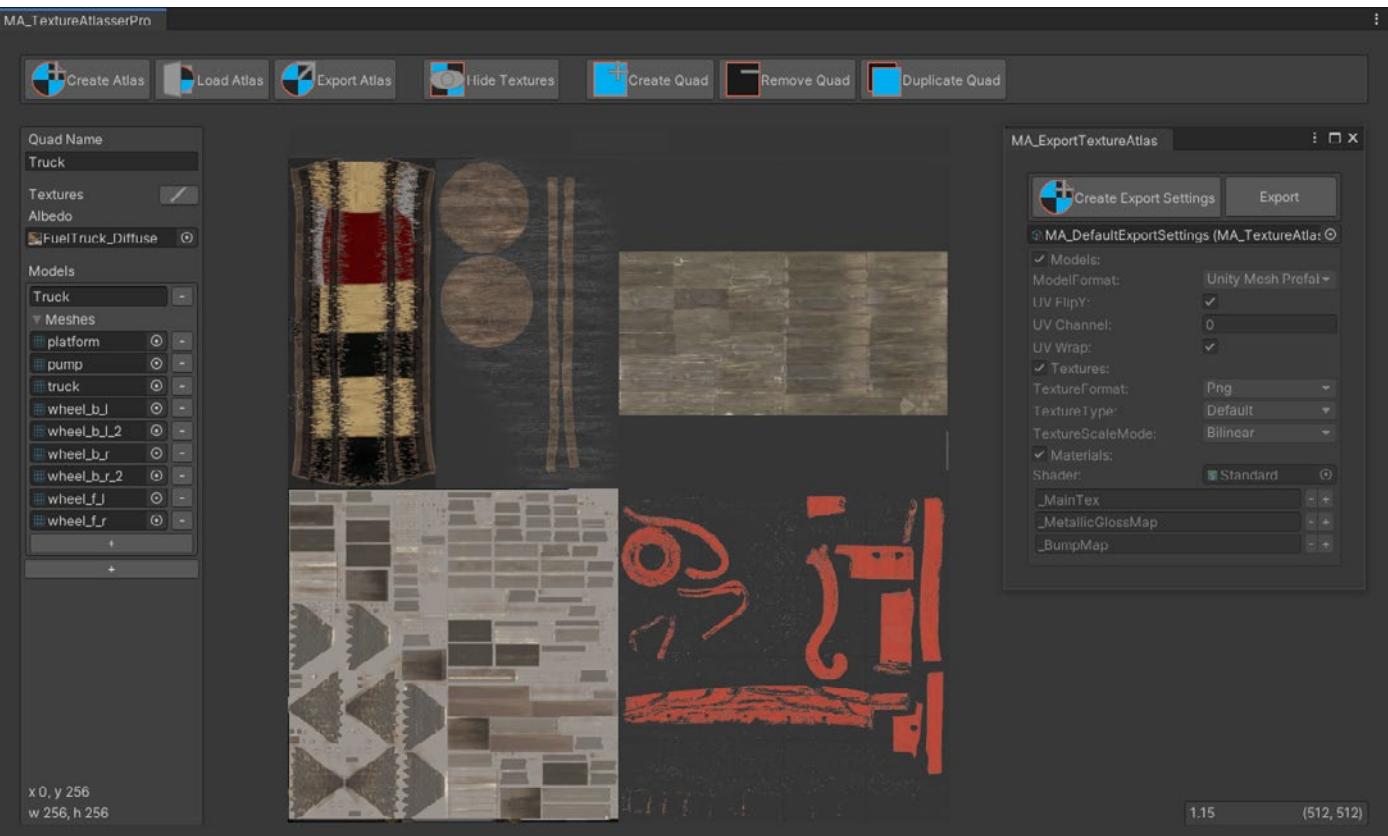 MA_TextureAtlasserPro
Create Atlas
Load Atlas
Export Atlas
Hide Textures
Create Quad
Remove Quad
Duplicate Quad
Quad Name
Truck
Textures
Albedo
FuelTruck_Diffuse
Models
Truck
-
Meshes
platform
-
pump
-
truck
-
wheel_b_l
-
wheel_b_l_2
-
wheel_b_r
-
wheel_b_r_2
-
wheel_f_l
-
wheel_f_r
-
+
+
x 0, y 256
w 256, h 256
MA_ExportTextureAtlas
Create Export Settings
Export
MA_DefaultExportSettings (MA_TextureAtlas
Models:
ModelFormat:
Unity Mesh Prefab
UV FlipY:
UV Channel:
0
UV Wrap:
Textures:
TextureFormat:
Png
TextureType:
Default
TextureScaleMode:
Bilinear
Materials:
Shader:
Standard
_MainTex
- +
_MetallicGlossMap
- +
_BumpMap
- +
1.15
(512, 512)